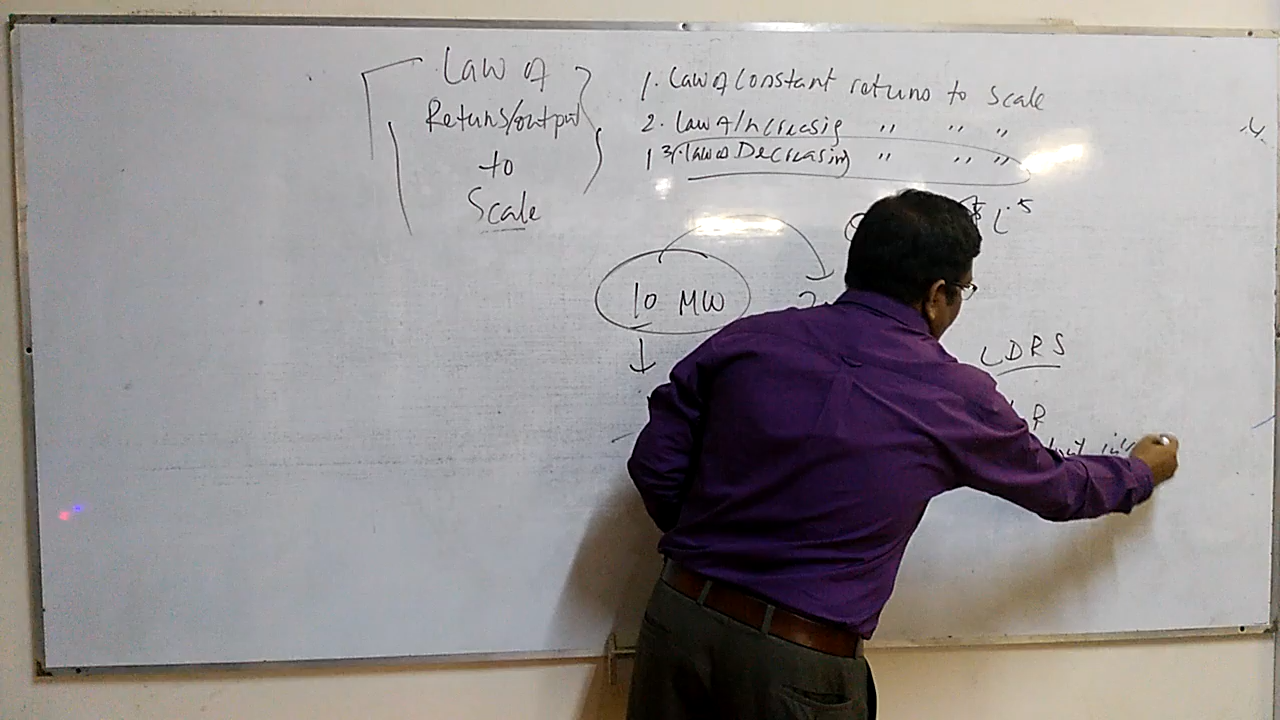 Law of
Returns/output
to
Scale
1. Law of Constant returns to Scale
2. Law of Increasig " " "
3. Law of Decreasing " " "
10 MW
LDRS